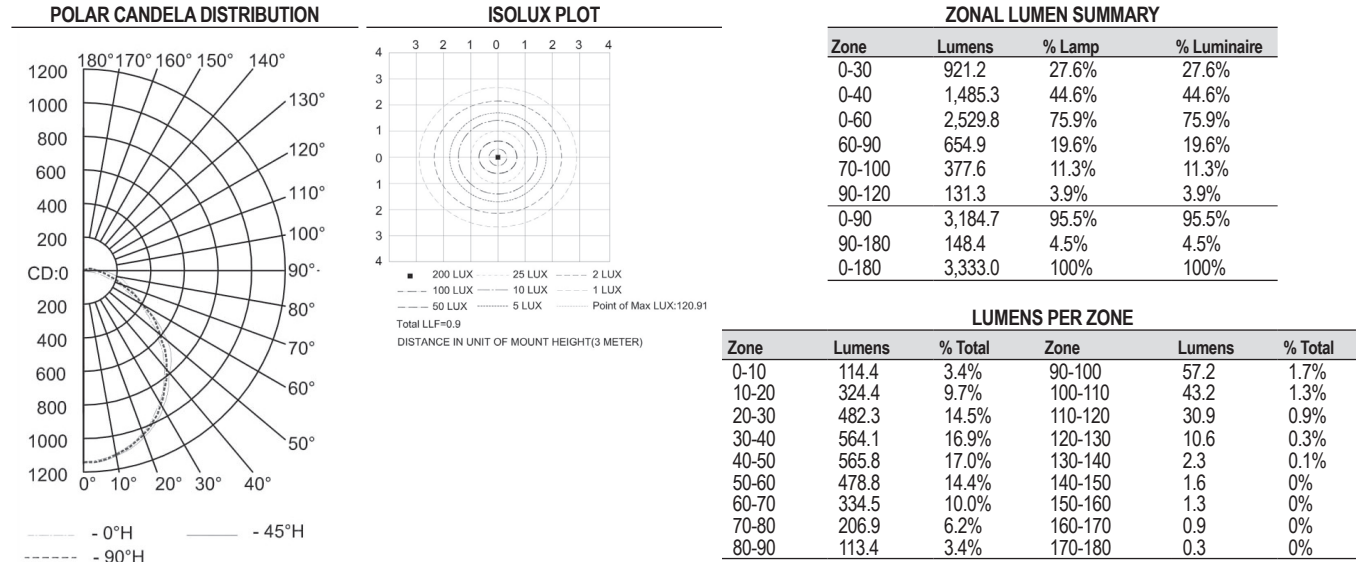 POLAR CANDELA DISTRIBUTION
180° 170° 160° 150° 140°
130°
120°
110°
100°
90°
80°
70°
60°
50°
1200
1000
800
600
400
200
CD:0
200
400
600
800
1000
1200
0° 10° 20° 30° 40°
- 0°H - 45°H
- 90°H
ISOLUX PLOT
3 2 1 0 1 2 3 4
4
3
2
1
0
1
2
3
4
200 LUX 25 LUX 2 LUX
100 LUX 10 LUX 1 LUX
50 LUX 5 LUX Point of Max LUX:120.91
Total LLF=0.9
DISTANCE IN UNIT OF MOUNT HEIGHT(3 METER)
ZONAL LUMEN SUMMARY
Zone Lumens % Lamp % Luminaire
0-30 921.2 27.6% 27.6%
0-40 1,485.3 44.6% 44.6%
0-60 2,529.8 75.9% 75.9%
60-90 654.9 19.6% 19.6%
70-100 377.6 11.3% 11.3%
90-120 131.3 3.9% 3.9%
0-90 3,184.7 95.5% 95.5%
90-180 148.4 4.5% 4.5%
0-180 3,333.0 100% 100%
LUMENS PER ZONE
Zone Lumens % Total Zone Lumens % Total
0-10 114.4 3.4% 90-100 57.2 1.7%
10-20 324.4 9.7% 100-110 43.2 1.3%
20-30 482.3 14.5% 110-120 30.9 0.9%
30-40 564.1 16.9% 120-130 10.6 0.3%
40-50 565.8 17.0% 130-140 2.3 0.1%
50-60 478.8 14.4% 140-150 1.6 0%
60-70 334.5 10.0% 150-160 1.3 0%
70-80 206.9 6.2% 160-170 0.9 0%
80-90 113.4 3.4% 170-180 0.3 0%